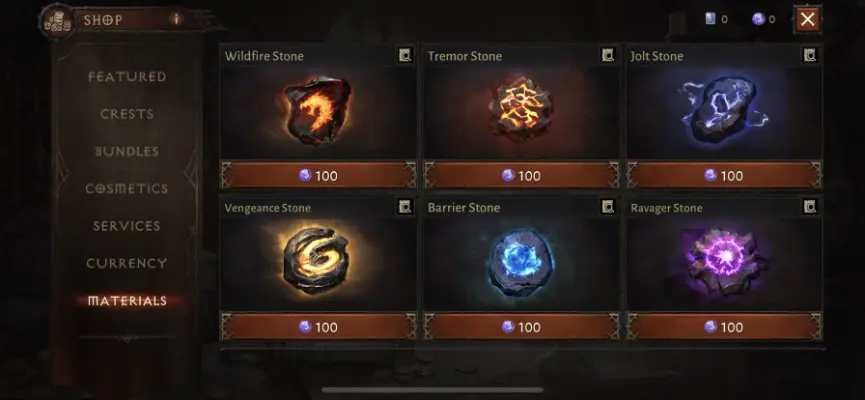 SHOP
i
0
0
FEATURED
CRESTS
BUNDLES
COSMETICS
SERVICES
CURRENCY
MATERIALS
Wildfire Stone
100
Tremor Stone
100
Jolt Stone
100
Vengeance Stone
100
Barrier Stone
100
Ravager Stone
100